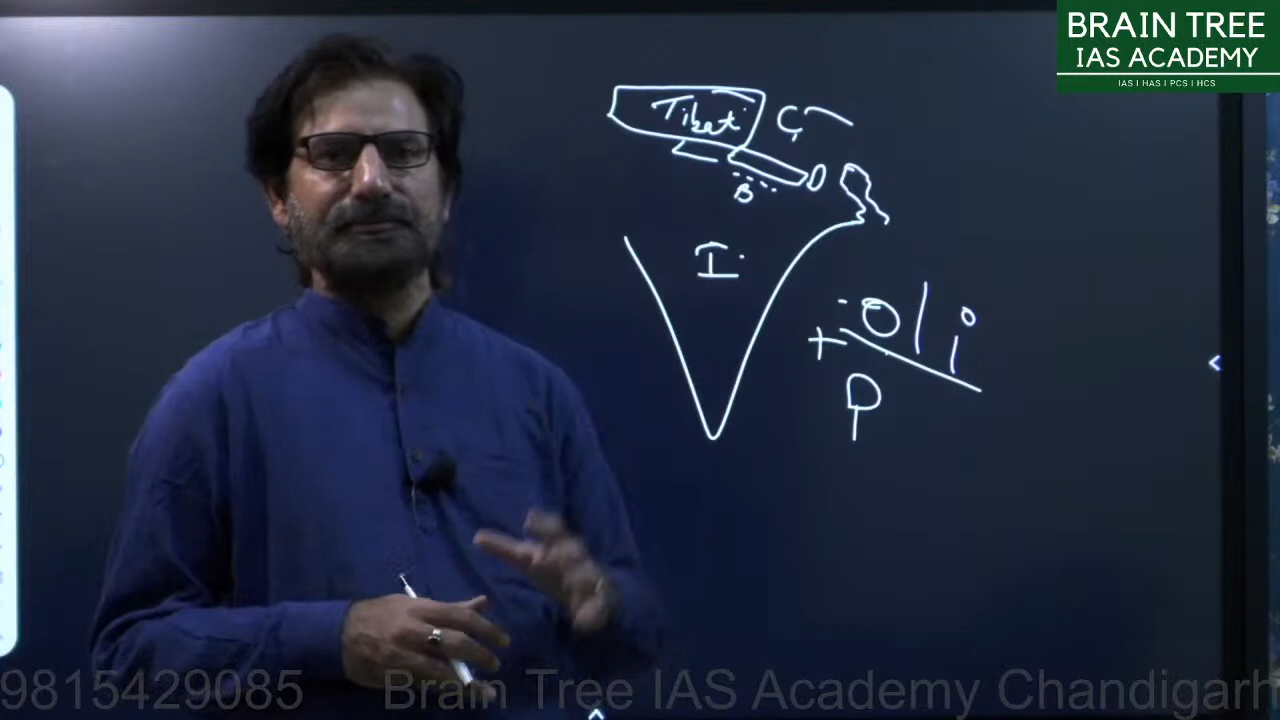 BRAIN TREE
IAS ACADEMY
IAS | HAS | PCS | HCS
Tibet
C
B
I
P
9815429085 Brain Tree IAS Academy Chandigarh